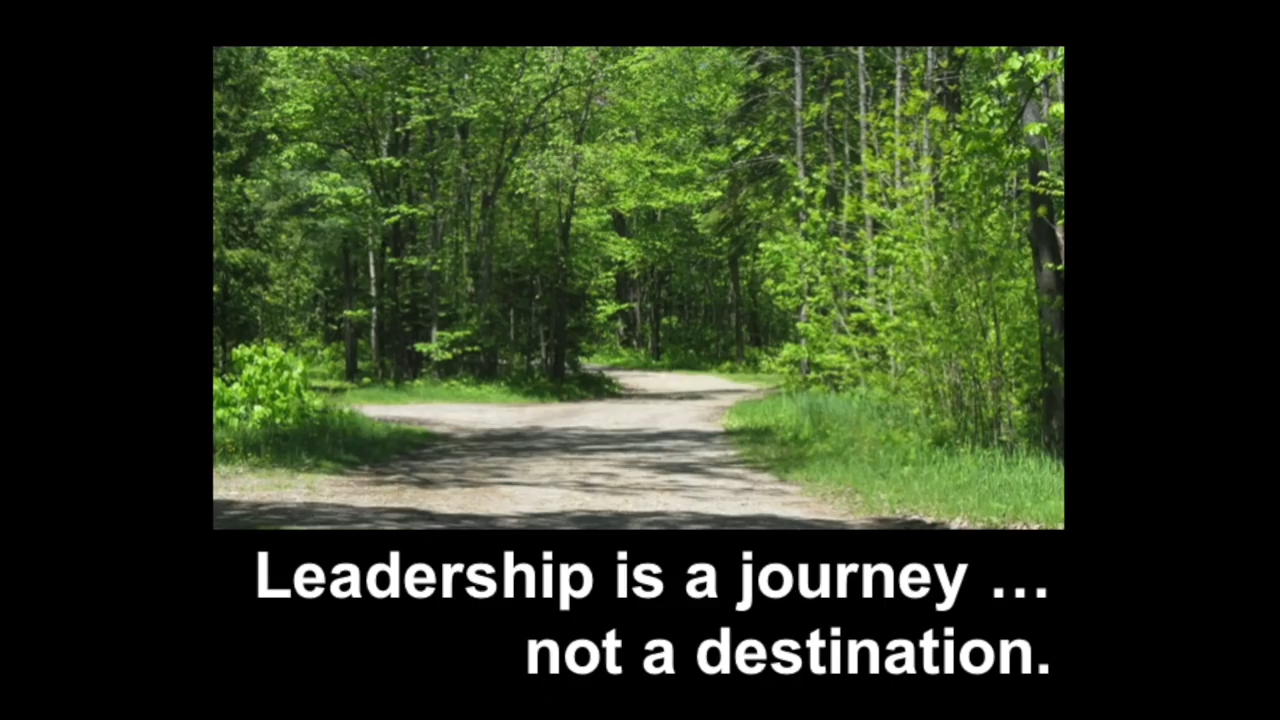 Leadership is a journey …
not a destination.